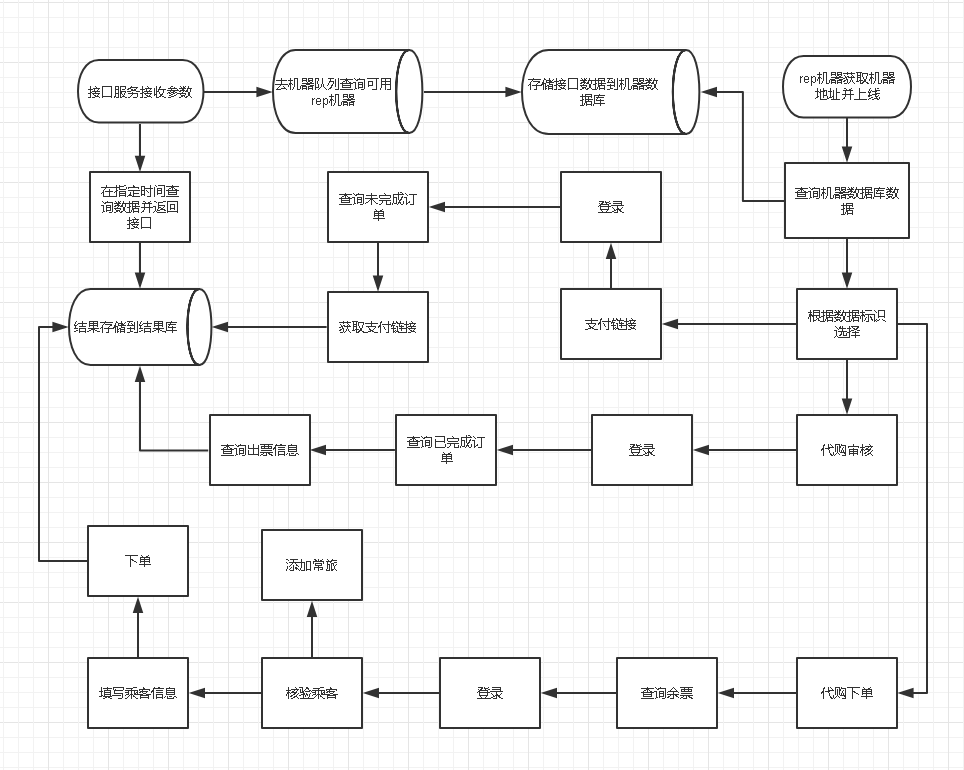 接口服务接收参数
去机器队列查询可用
rep机器
存储接口数据到机器数
据库
rep机器获取机器
地址并上线
在指定时间查
询数据并返回
接口
查询未完成订
单
登录
查询机器数据库数
据
结果存储到结果库
获取支付链接
支付链接
根据数据标识
选择
查询出票信息
查询已完成订
单
登录
代购审核
下单
添加常旅
填写乘客信息
核验乘客
登录
查询余票
代购下单